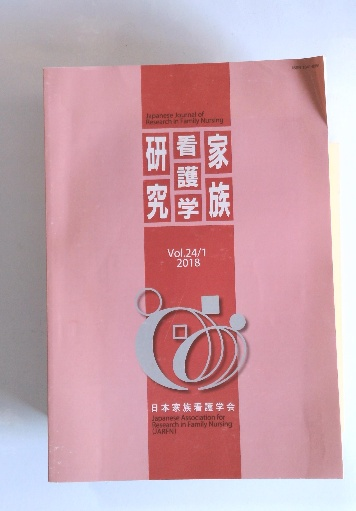 Japanese Journal of
Research in Family Nursing
家族
看護学
研究
Vol.24/1
2018
日本家族看護学会
Japanese Association for
Research in Family Nursing
(JARFN)